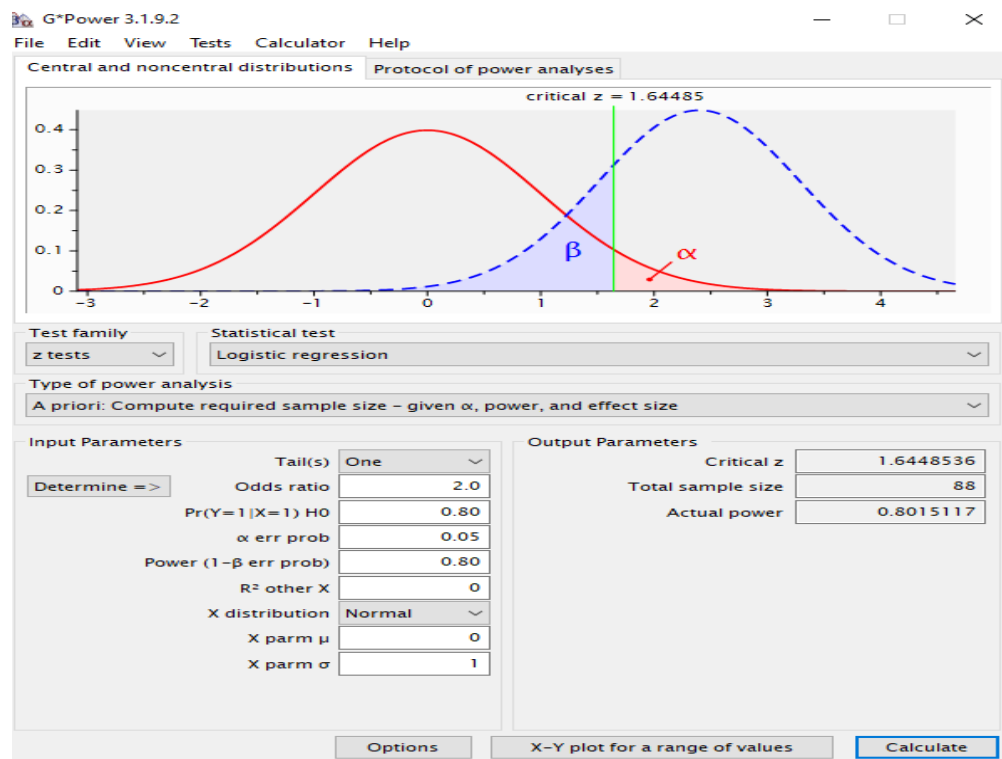 G*Power 3.1.9.2
File Edit View Tests Calculator Help
Central and noncentral distributions Protocol of power analyses
critical z = 1.64485
0.4
0.3
0.2
0.1
0
β
α
-3 -2 -1 0 1 2 3 4
Test family Statistical test
z tests Logistic regression
Type of power analysis
A priori: Compute required sample size – given α, power, and effect size
Input Parameters
Tail(s) One
Determine => Odds ratio 2.0
Pr(Y=1|X=1) H0 0.80
α err prob 0.05
Power (1-β err prob) 0.80
R² other X 0
X distribution Normal
X parm μ 0
X parm σ 1
Output Parameters
Critical z 1.6448536
Total sample size 88
Actual power 0.8015117
Options X-Y plot for a range of values Calculate